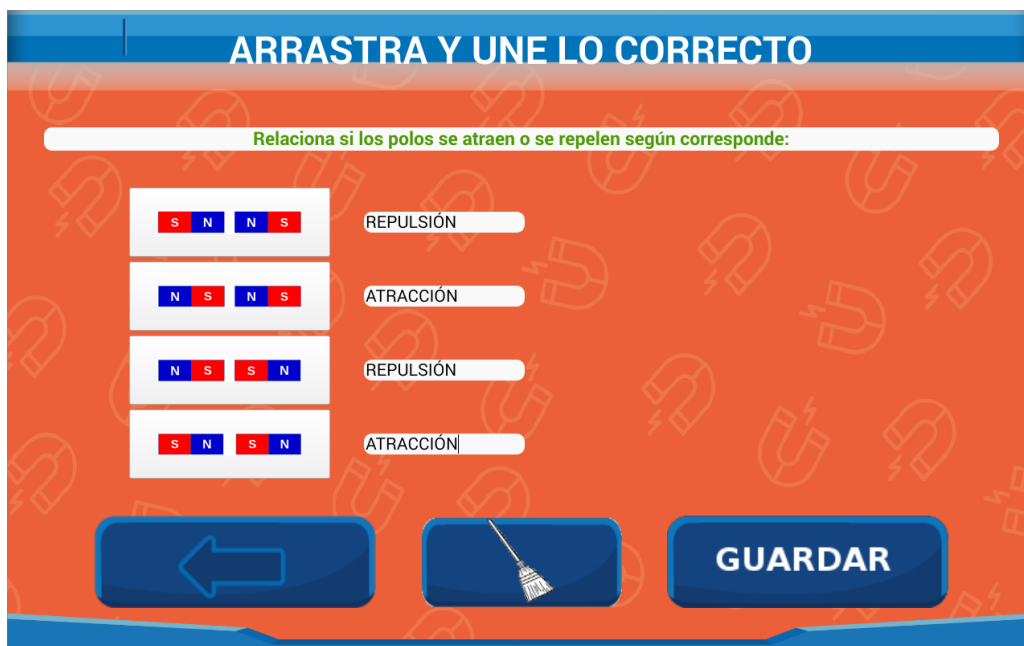 ARRASTRA Y UNE LO CORRECTO
Relaciona si los polos se atraen o se repelen según corresponde:
S N N S REPULSIÓN
N S N S ATRACCIÓN
N S S N REPULSIÓN
S N S N ATRACCIÓN
GUARDAR